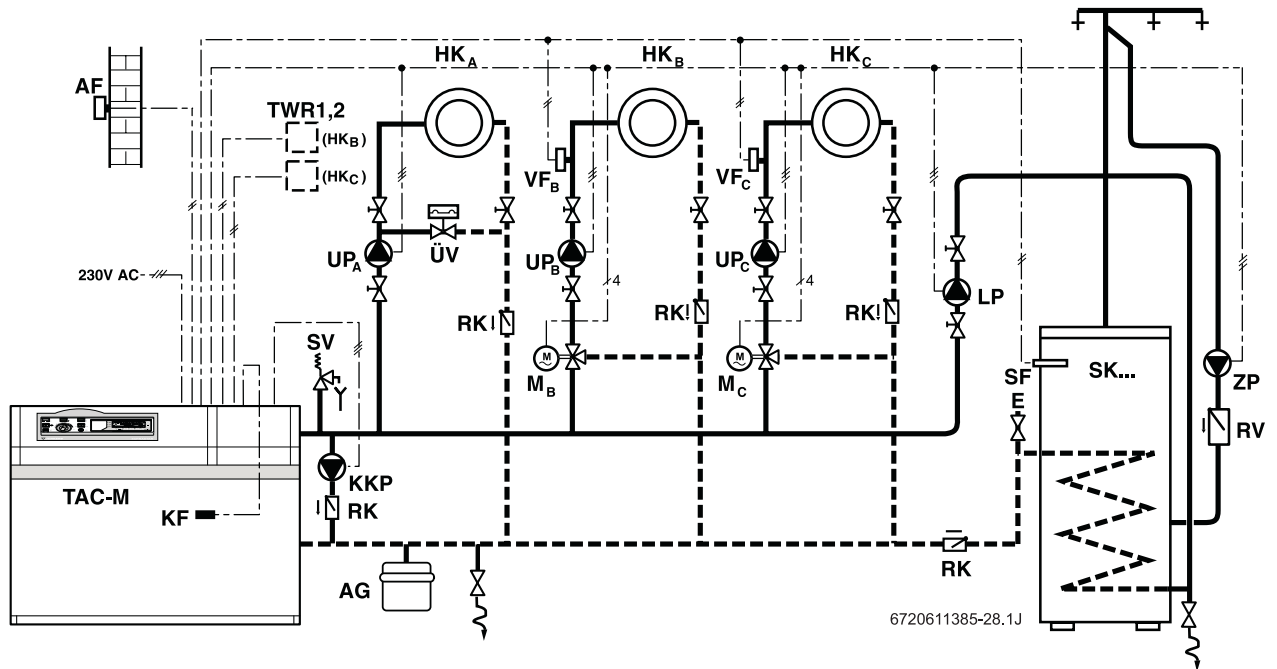 HK_A
HK_B
HK_C
AF
TWR1,2
(HK_B)
(HK_C)
VF_B
VF_C
UP_A
ÜV
UP_B
UP_C
230V AC
4
4
LP
SV
RK
RK
RK
M
M_B
M
M_C
SF
SK...
ZP
E
RV
TAC-M
KKP
KF
RK
RK
AG
6720611385-28.1J